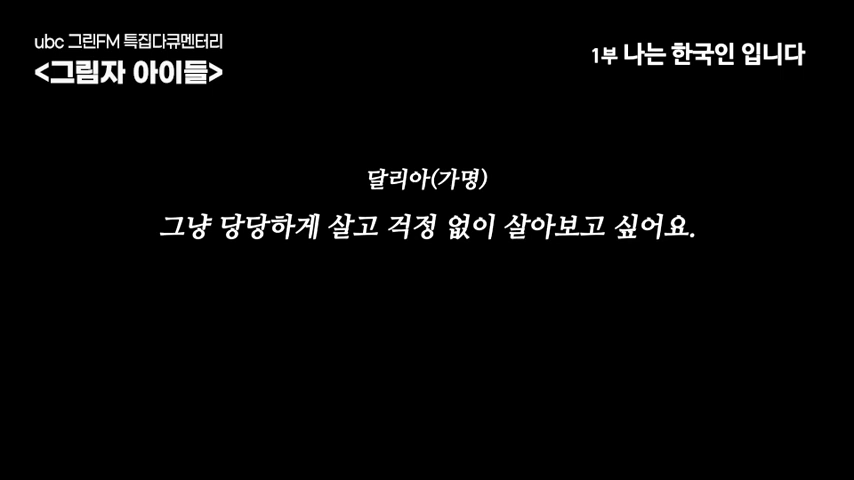 ubc 그린FM 특집다큐멘터리
<그림자 아이들>
1부 나는 한국인 입니다
달리아(가명)
그냥 당당하게 살고 걱정 없이 살아보고 싶어요.